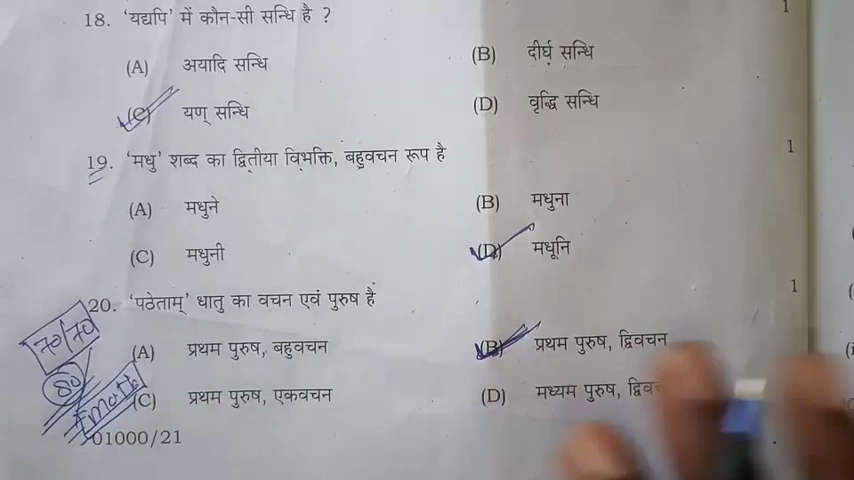 18. 'यद्यपि' में कौन-सी सन्धि है ? 1
(A) अयादि सन्धि (B) दीर्घ सन्धि
(C) यण् सन्धि (D) वृद्धि सन्धि
19. 'मधु' शब्द का द्वितीया विभक्ति, बहुवचन रूप है 1
(A) मधुने (B) मधुना
(C) मधुनी (D) मधूनि
20. 'पठेताम्' धातु का वचन एवं पुरुष है 1
(A) प्रथम पुरुष, बहुवचन (B) प्रथम पुरुष, द्विवचन
(C) प्रथम पुरुष, एकवचन (D) मध्यम पुरुष,
70/70
80
01000/21